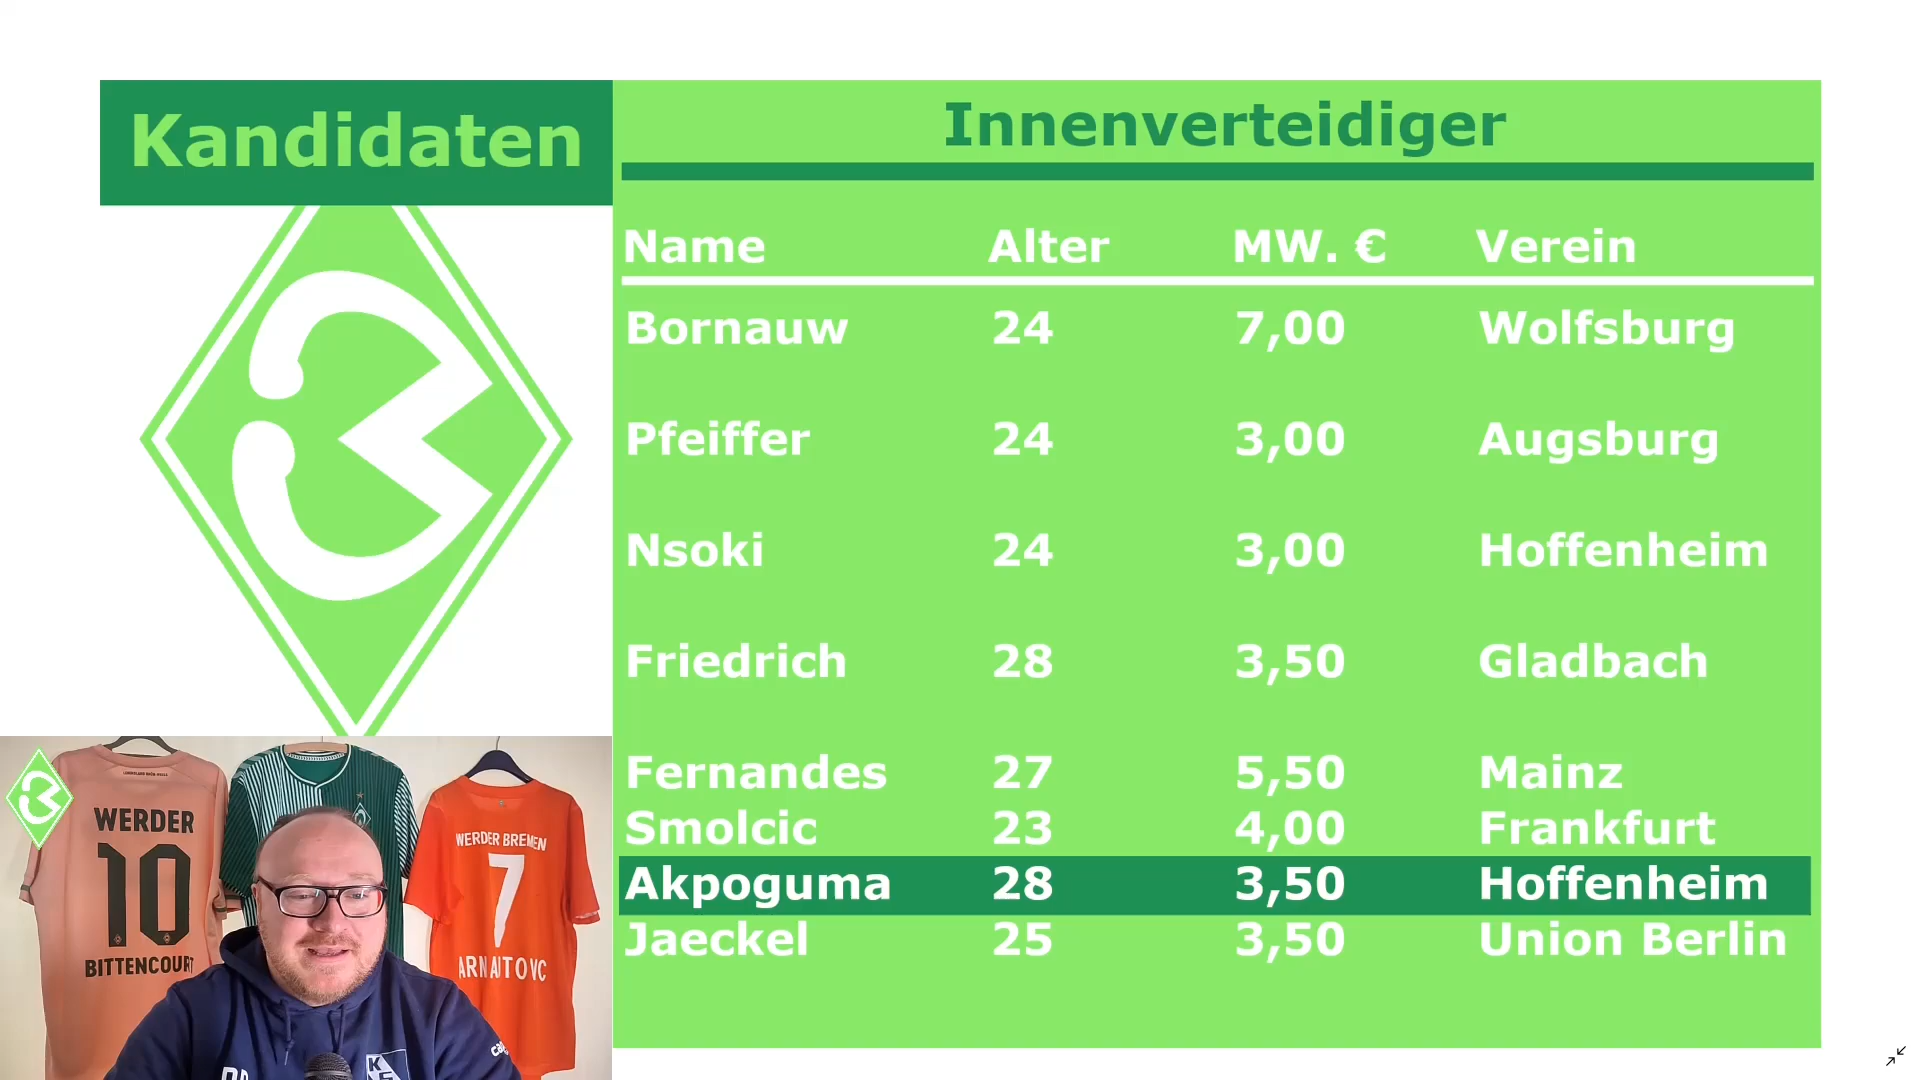 Kandidaten
Innenverteidiger
Name Alter MW. € Verein
Bornauw 24 7,00 Wolfsburg
Pfeiffer 24 3,00 Augsburg
Nsoki 24 3,00 Hoffenheim
Friedrich 28 3,50 Gladbach
Fernandes 27 5,50 Mainz
Smolcic 23 4,00 Frankfurt
Akpoguma 28 3,50 Hoffenheim
Jaeckel 25 3,50 Union Berlin
WERDER
10
BITTENCOURT
WERDER BREMEN
7
ARNAUTOVIC